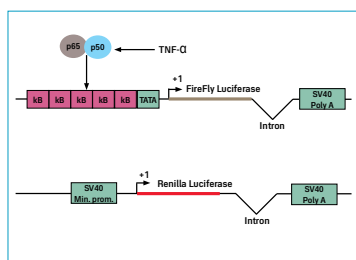 p65 p50 TNF-α
+1
FireFly Luciferase
kB kB kB kB kB TATA
SV40
Poly A
Intron
+1
Renilla Luciferase
SV40
Min. prom.
SV40
Poly A
Intron